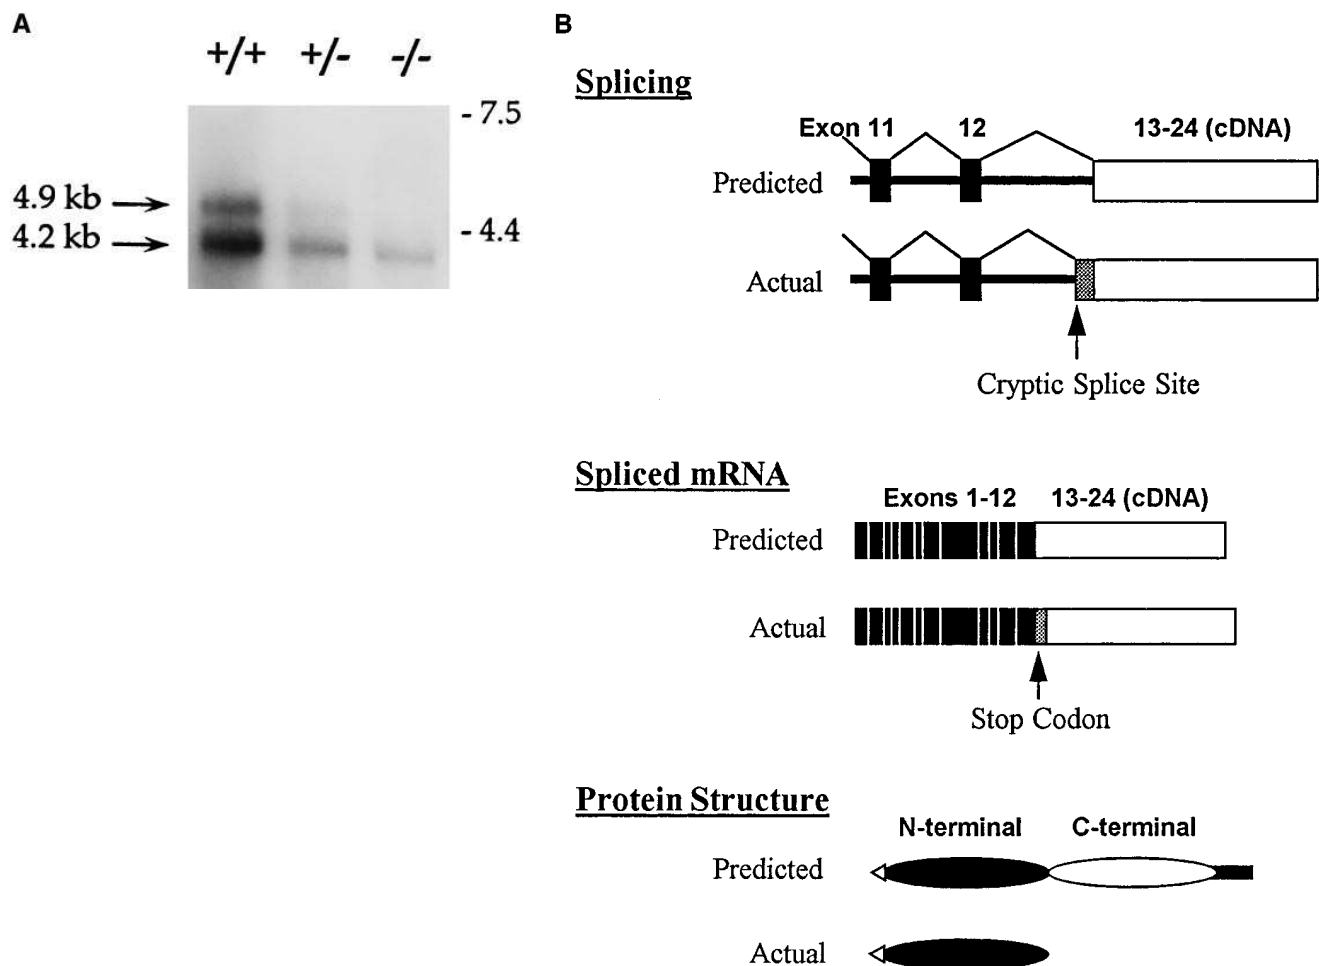 A
+/+ +/- -/-
- 7.5
4.9 kb
4.2 kb
- 4.4
B
Splicing
Exon 11 12 13-24 (cDNA)
Predicted
Actual
Cryptic Splice Site
Spliced mRNA
Exons 1-12 13-24 (cDNA)
Predicted
Actual
Stop Codon
Protein Structure
N-terminal C-terminal
Predicted
Actual